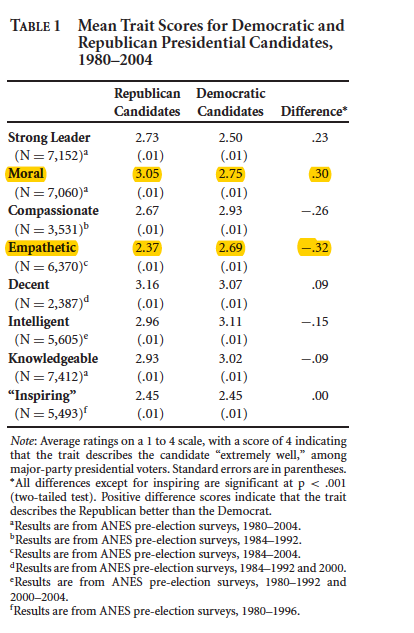 TABLE 1 Mean Trait Scores for Democratic and
Republican Presidential Candidates,
1980–2004
Republican Democratic
Candidates Candidates Difference*
Strong Leader 2.73 2.50 .23
(N = 7,152)ᵃ (.01) (.01)
Moral 3.05 2.75 .30
(N = 7,060)ᵃ (.01) (.01)
Compassionate 2.67 2.93 −.26
(N = 3,531)ᵇ (.01) (.01)
Empathetic 2.37 2.69 −.32
(N = 6,370)ᶜ (.01) (.01)
Decent 3.16 3.07 .09
(N = 2,387)ᵈ (.01) (.01)
Intelligent 2.96 3.11 −.15
(N = 5,605)ᵉ (.01) (.01)
Knowledgeable 2.93 3.02 −.09
(N = 7,412)ᵃ (.01) (.01)
“Inspiring” 2.45 2.45 .00
(N = 5,493)ᶠ (.01) (.01)
Note: Average ratings on a 1 to 4 scale, with a score of 4 indicating
that the trait describes the candidate “extremely well,” among
major-party presidential voters. Standard errors are in parentheses.
*All differences except for inspiring are significant at p < .001
(two-tailed test). Positive difference scores indicate that the trait
describes the Republican better than the Democrat.
ᵃResults are from ANES pre-election surveys, 1980–2004.
ᵇResults are from ANES pre-election surveys, 1984–1992.
ᶜResults are from ANES pre-election surveys, 1984–2004.
ᵈResults are from ANES pre-election surveys, 1984–1992 and 2000.
ᵉResults are from ANES pre-election surveys, 1980–1992 and
2000–2004.
ᶠResults are from ANES pre-election surveys, 1980–1996.